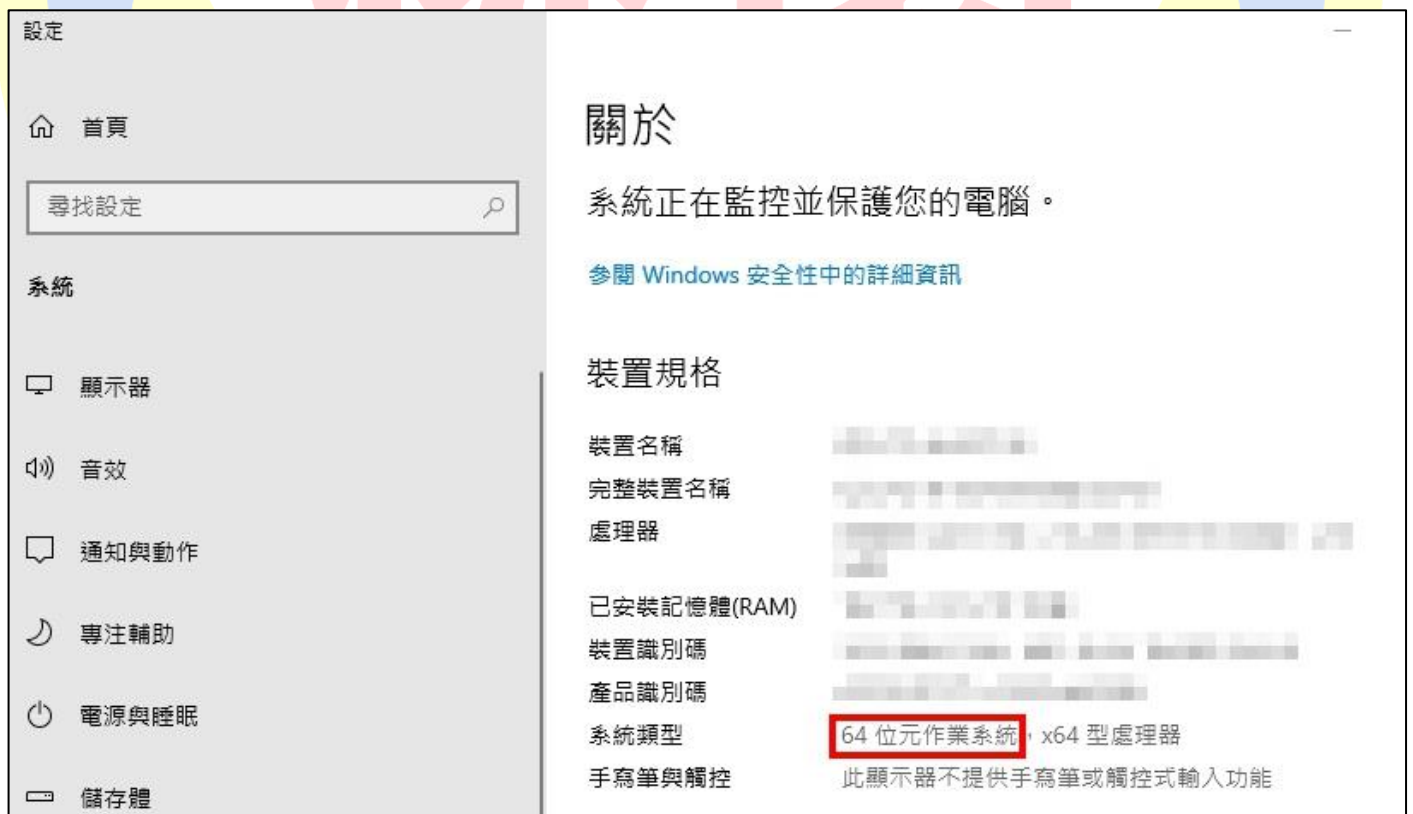 設定
首頁
尋找設定
系統
顯示器
音效
通知與動作
專注輔助
電源與睡眠
儲存體
關於
系統正在監控並保護您的電腦。
參閱 Windows 安全性中的詳細資訊
裝置規格
裝置名稱
完整裝置名稱
處理器
已安裝記憶體(RAM)
裝置識別碼
產品識別碼
系統類型 64 位元作業系統，x64 型處理器
手寫筆與觸控 此顯示器不提供手寫筆或觸控式輸入功能